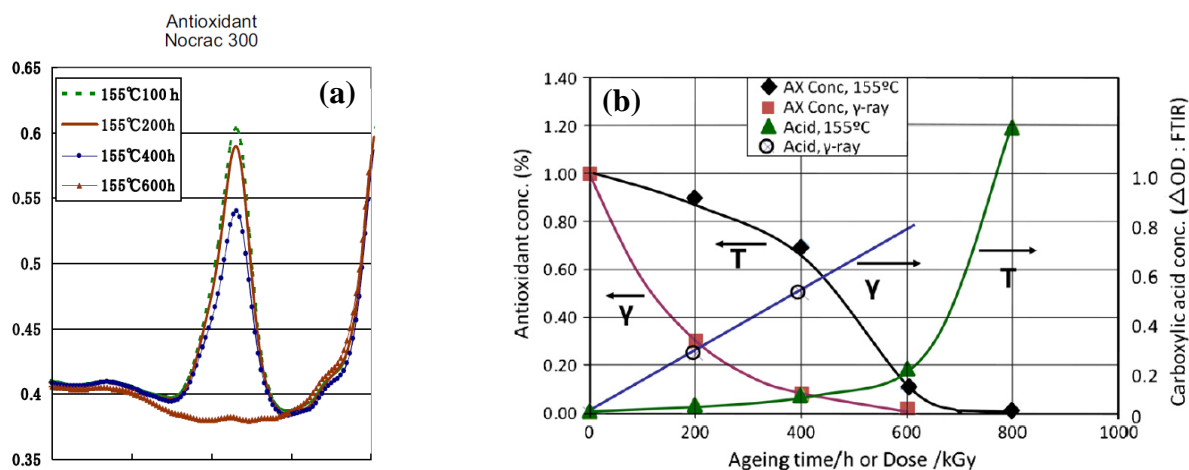 Antioxidant
Nocrac 300
0.65
0.6
0.55
0.5
0.45
0.4
0.35
155℃100 h
155℃200h
155℃400h
155℃600h
(a)
(b)
1.40
1.20
1.00
0.80
0.60
0.40
0.20
0.00
Antioxidant conc. (%)
AX Conc, 155ºC
AX Conc, γ-ray
Acid, 155ºC
Acid, γ-ray
T
γ
γ
T
1.0
0.8
0.6
0.4
0.2
0
Carboxylic acid conc. (△OD : FTIR)
0
200
400
600
800
1000
Ageing time/h or Dose /kGy